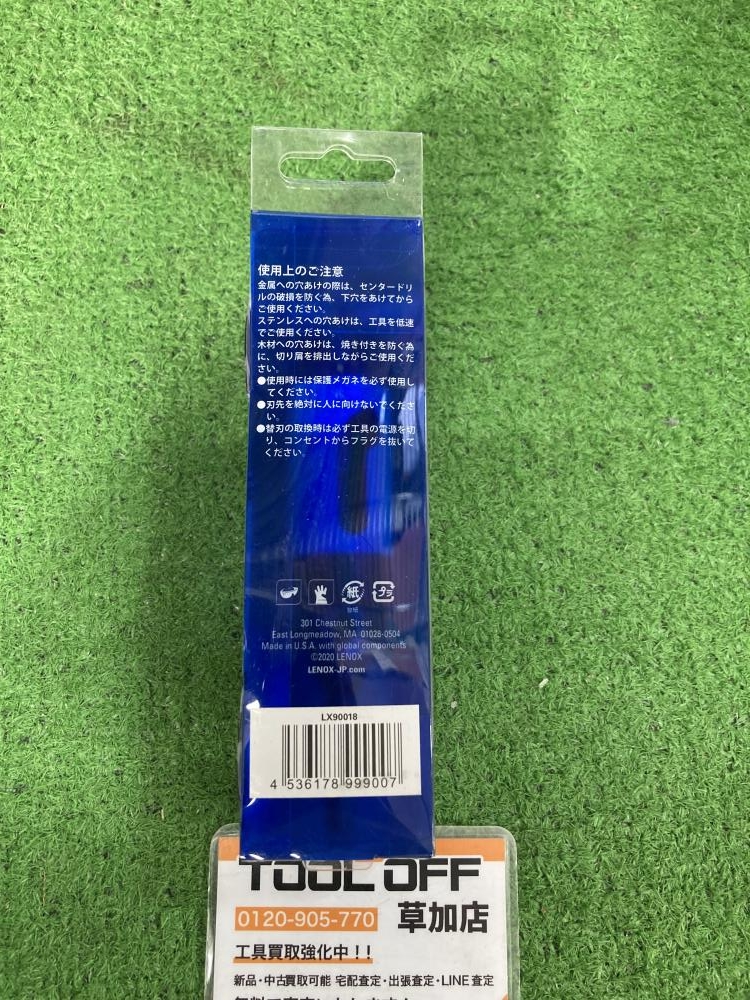 使用上のご注意
金属への穴あけの際は、センタードリ
ルの破損を防ぐ為、下穴をあけてから
ご使用ください。
ステンレスへの穴あけは、工具を低速
でご使用ください。
木材への穴あけは、焼き付きを防ぐ為
に、切り屑を排出しながらご使用くだ
さい。
●使用時には保護メガネを必ず使用し
てください。
●刃先を絶対に人に向けないでくださ
い。
●替刃の取換時は必ず工具の電源を切
り、コンセントからフラグを抜いて
ください。
紙 プラ
301 Chestnut Street
East Longmeadow, MA 01028-0504
Made in U.S.A. with global components
©2020 LENOX
LENOX-JP.com
LX90018
4 536178 999007
TOOL OFF
0120-905-770 草加店
工具買取強化中！！
新品・中古買取可能 宅配査定・出張査定・LINE査定